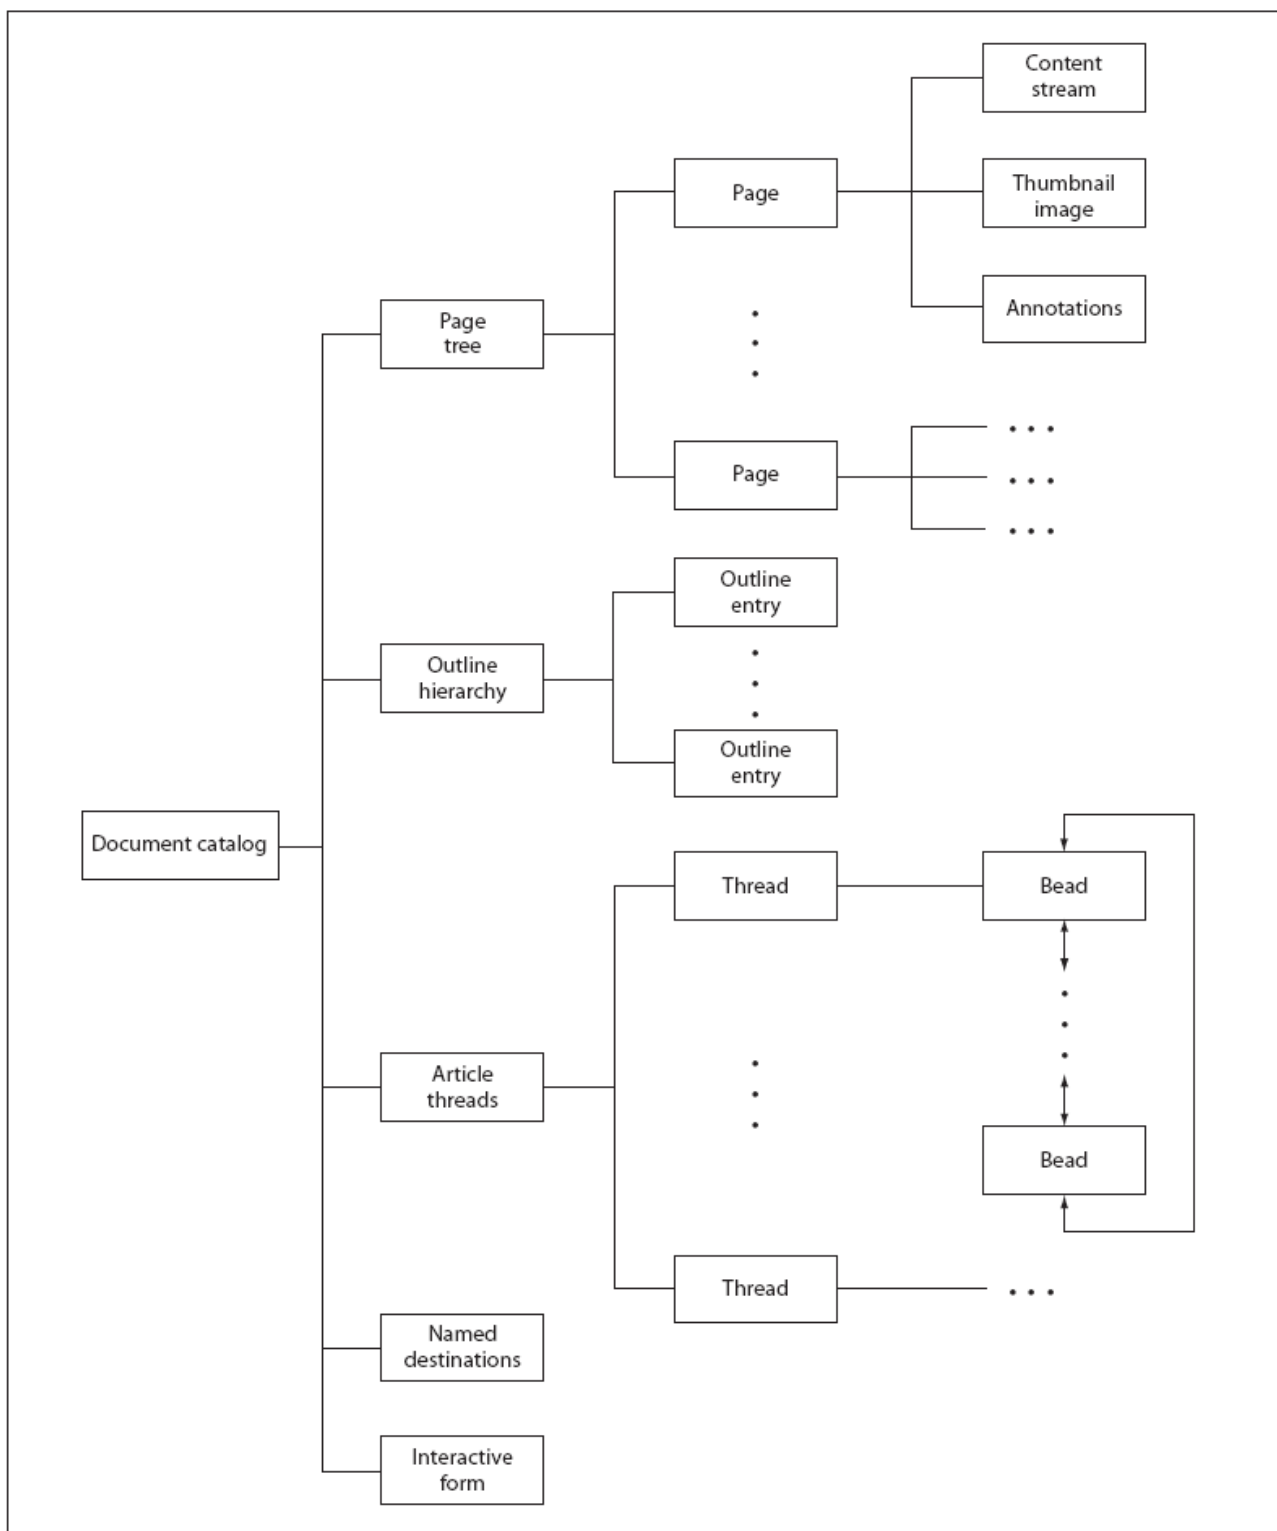 Content
stream
Page
Thumbnail
image
Annotations
Page
tree
Page
Outline
entry
Outline
hierarchy
Outline
entry
Document catalog
Thread
Bead
Article
threads
Bead
Thread
Named
destinations
Interactive
form